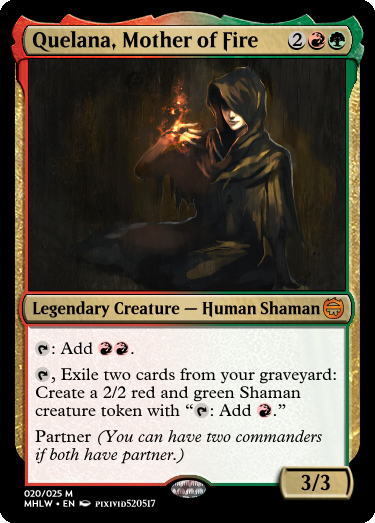 Quelana, Mother of Fire 2
Legendary Creature — Human Shaman
: Add .
, Exile two cards from your graveyard:
Create a 2/2 red and green Shaman
creature token with “: Add .”
Partner (You can have two commanders
if both have partner.)
3/3
020/025 M
MHLW • EN PIXIVID520517